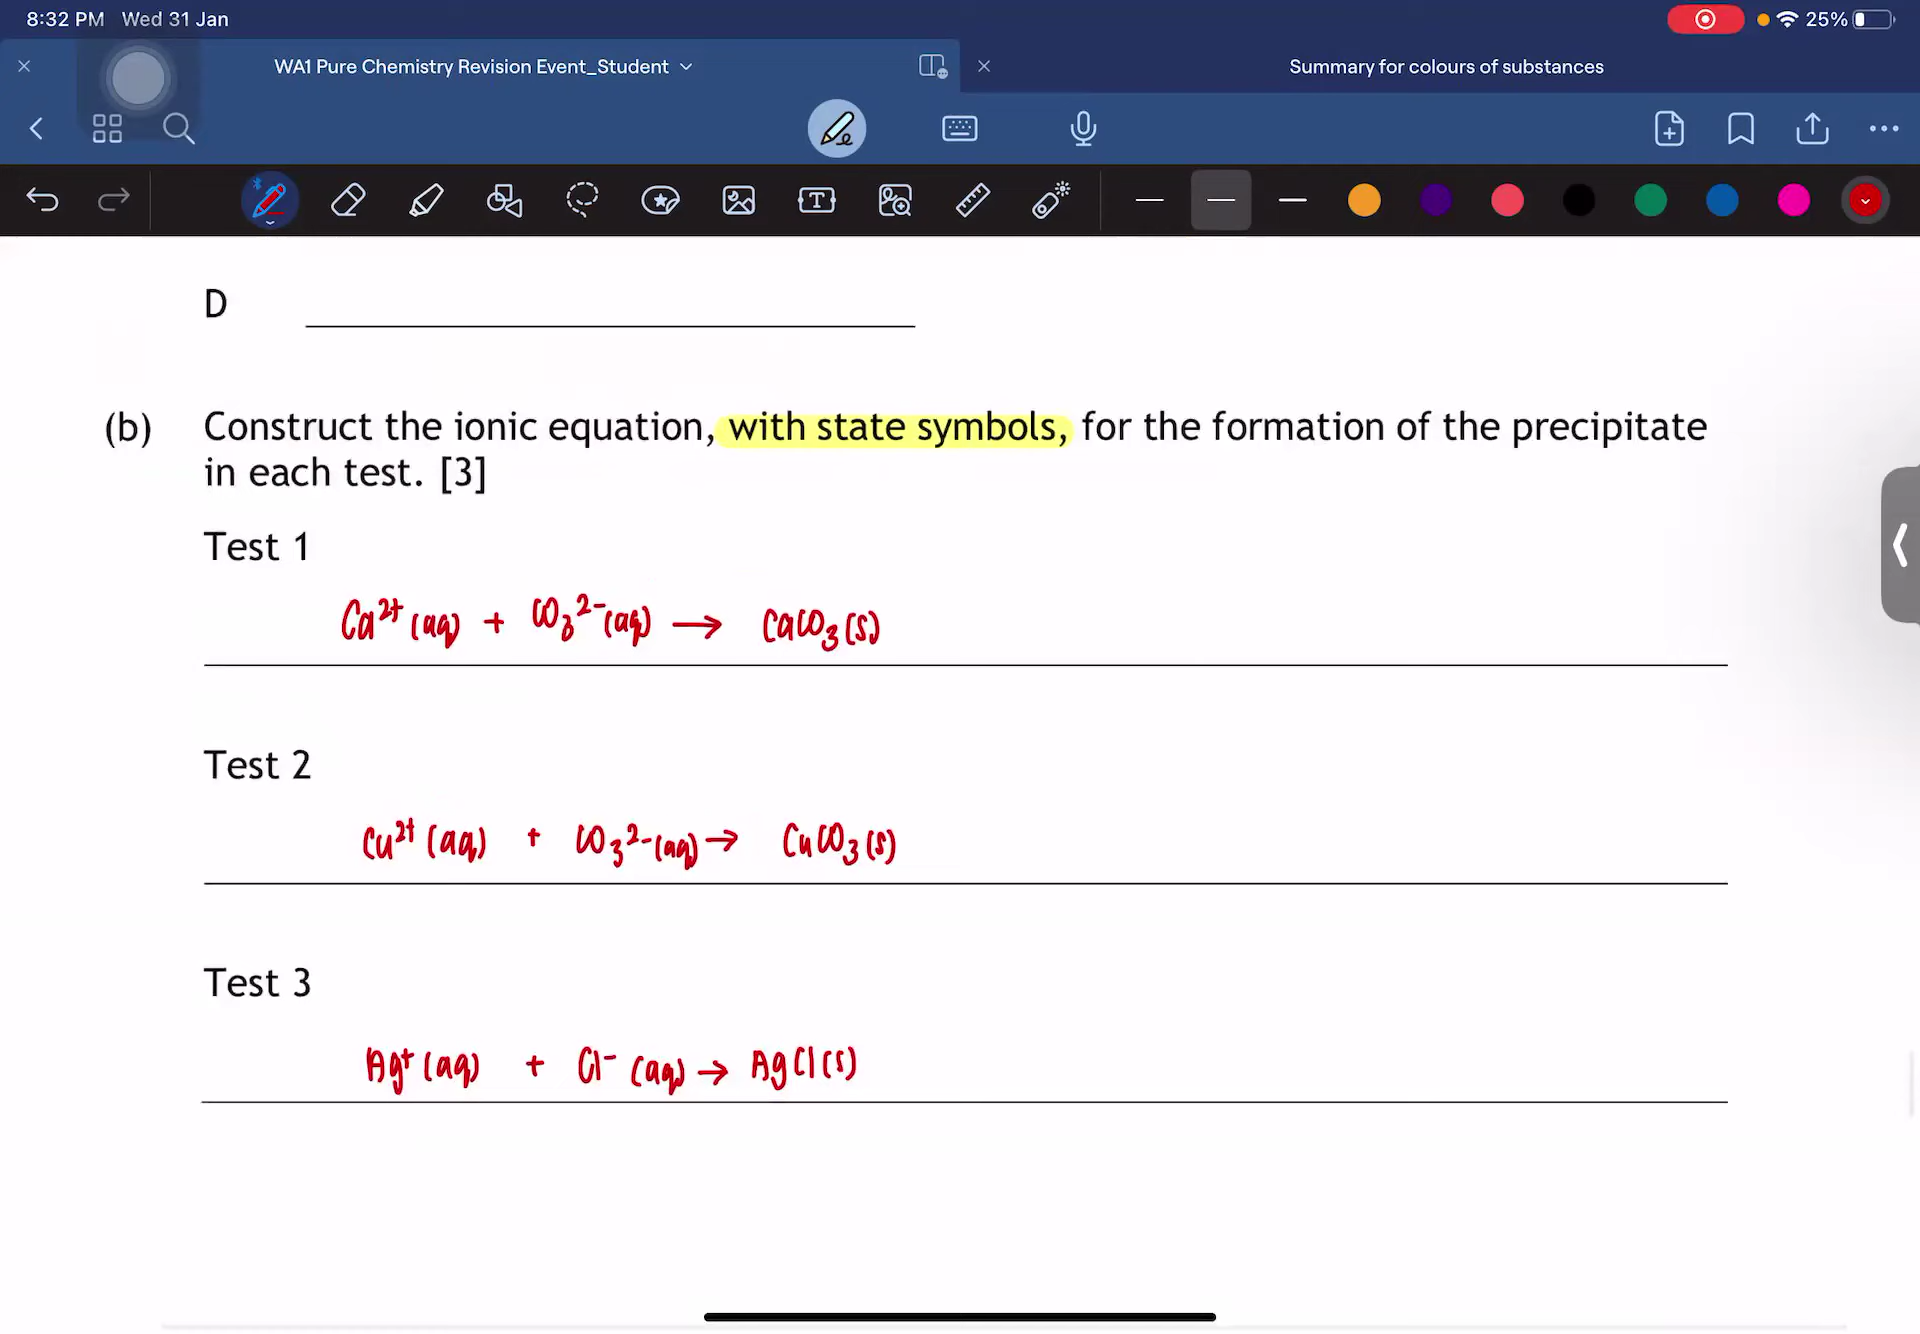 8:32 PM Wed 31 Jan 25%
WA1 Pure Chemistry Revision Event_Student Summary for colours of substances
D
(b) Construct the ionic equation, with state symbols, for the formation of the precipitate
in each test. [3]
Test 1
Ca²⁺(aq) + CO₃²⁻(aq) → CaCO₃(s)
Test 2
Cu²⁺(aq) + CO₃²⁻(aq) → CuCO₃(s)
Test 3
Ag⁺(aq) + Cl⁻(aq) → AgCl(s)